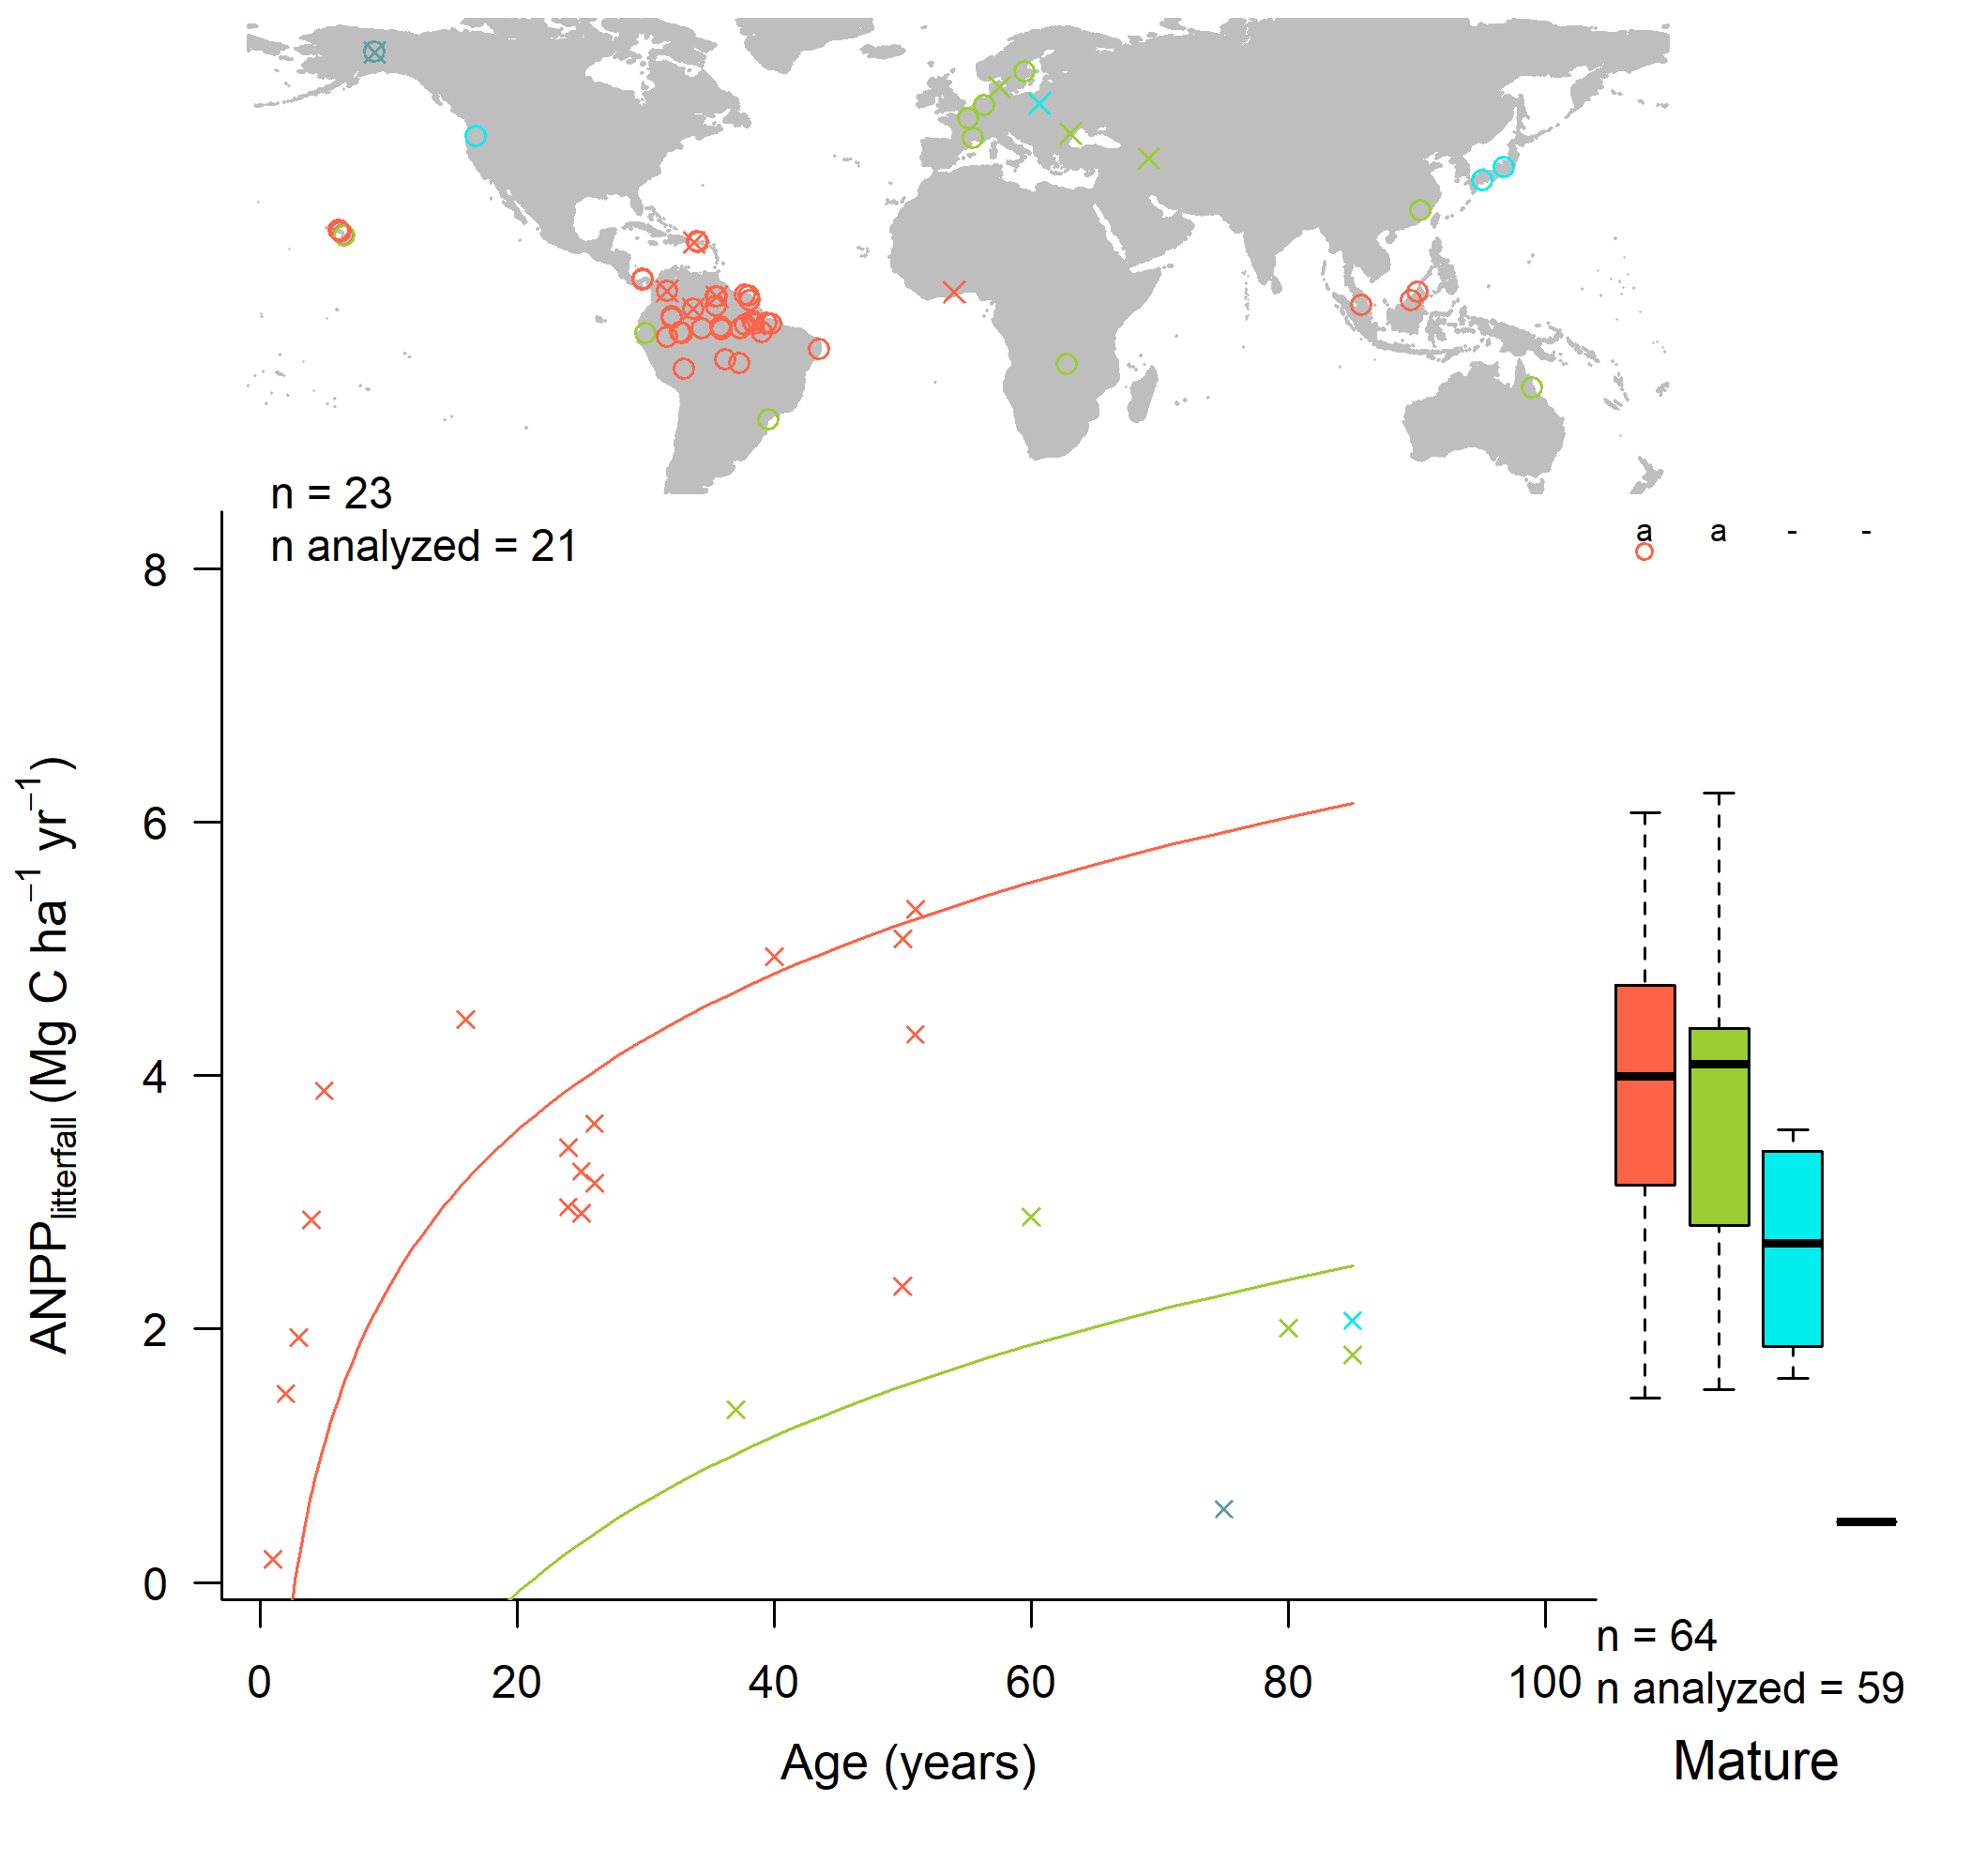 n = 23
n analyzed = 21
a a - -
8
6
4
2
0
ANPP litterfall (Mg C ha⁻¹ yr⁻¹)
0 20 40 60 80 100
Age (years)
n = 64
n analyzed = 59
Mature